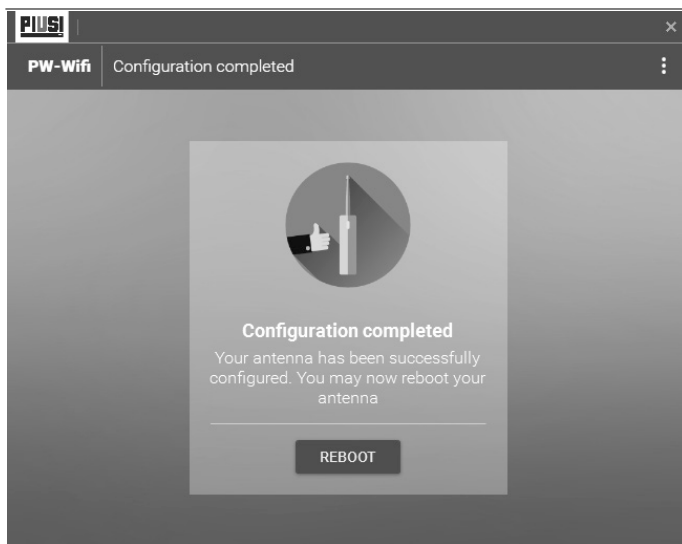 PIUSI
PW-Wifi
Configuration completed
Configuration completed
Your antenna has been successfully
configured. You may now reboot your
antenna
REBOOT